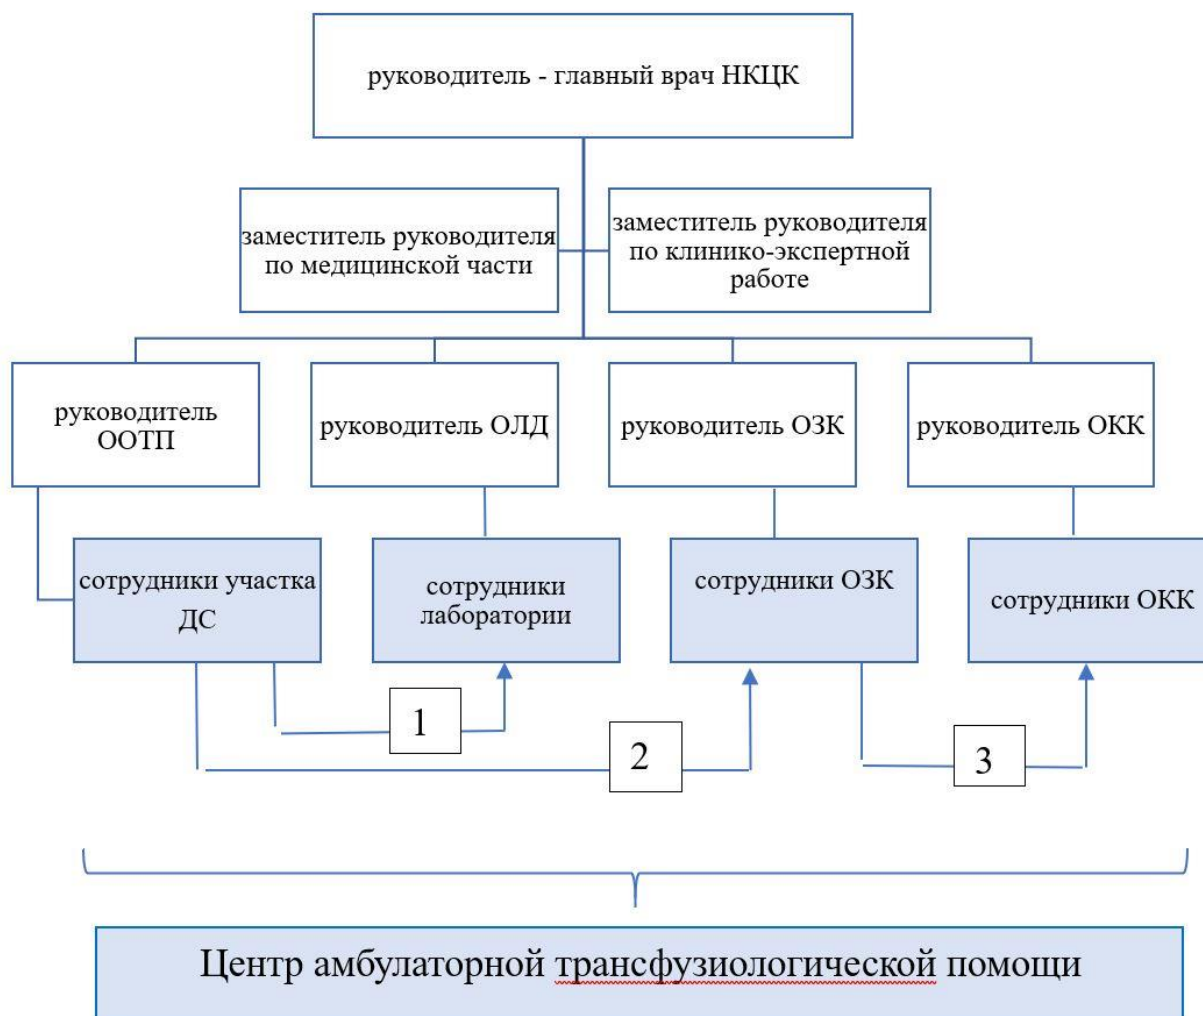 руководитель - главный врач НКЦК
заместитель руководителя
по медицинской части
заместитель руководителя
по клинико-экспертной
работе
руководитель
ООТП
руководитель ОЛД
руководитель ОЗК
руководитель ОКК
сотрудники участка
ДС
сотрудники
лаборатории
сотрудники ОЗК
сотрудники ОКК
1
2
3
Центр амбулаторной трансфузиологической помощи